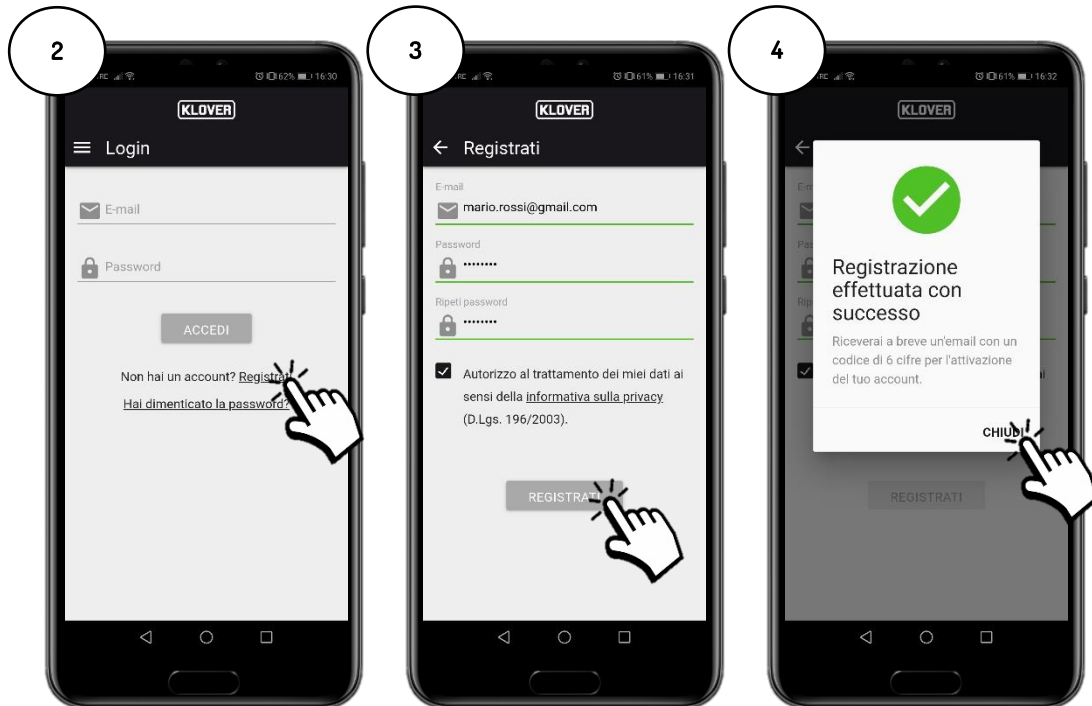 2
62% 16:30
KLOVER
Login
E-mail
Password
ACCEDI
Non hai un account? Registrati
Hai dimenticato la password?
3
61% 16:31
KLOVER
Registrati
E-mail
mario.rossi@gmail.com
Password
••••••••
Ripeti password
••••••••
Autorizzo al trattamento dei miei dati ai
sensi della informativa sulla privacy
(D.Lgs. 196/2003).
REGISTRATI
4
61% 16:32
KLOVER
Registrazione
effettuata con
successo
Riceverai a breve un'email con un
codice di 6 cifre per l'attivazione
del tuo account.
CHIUDI
REGISTRATI